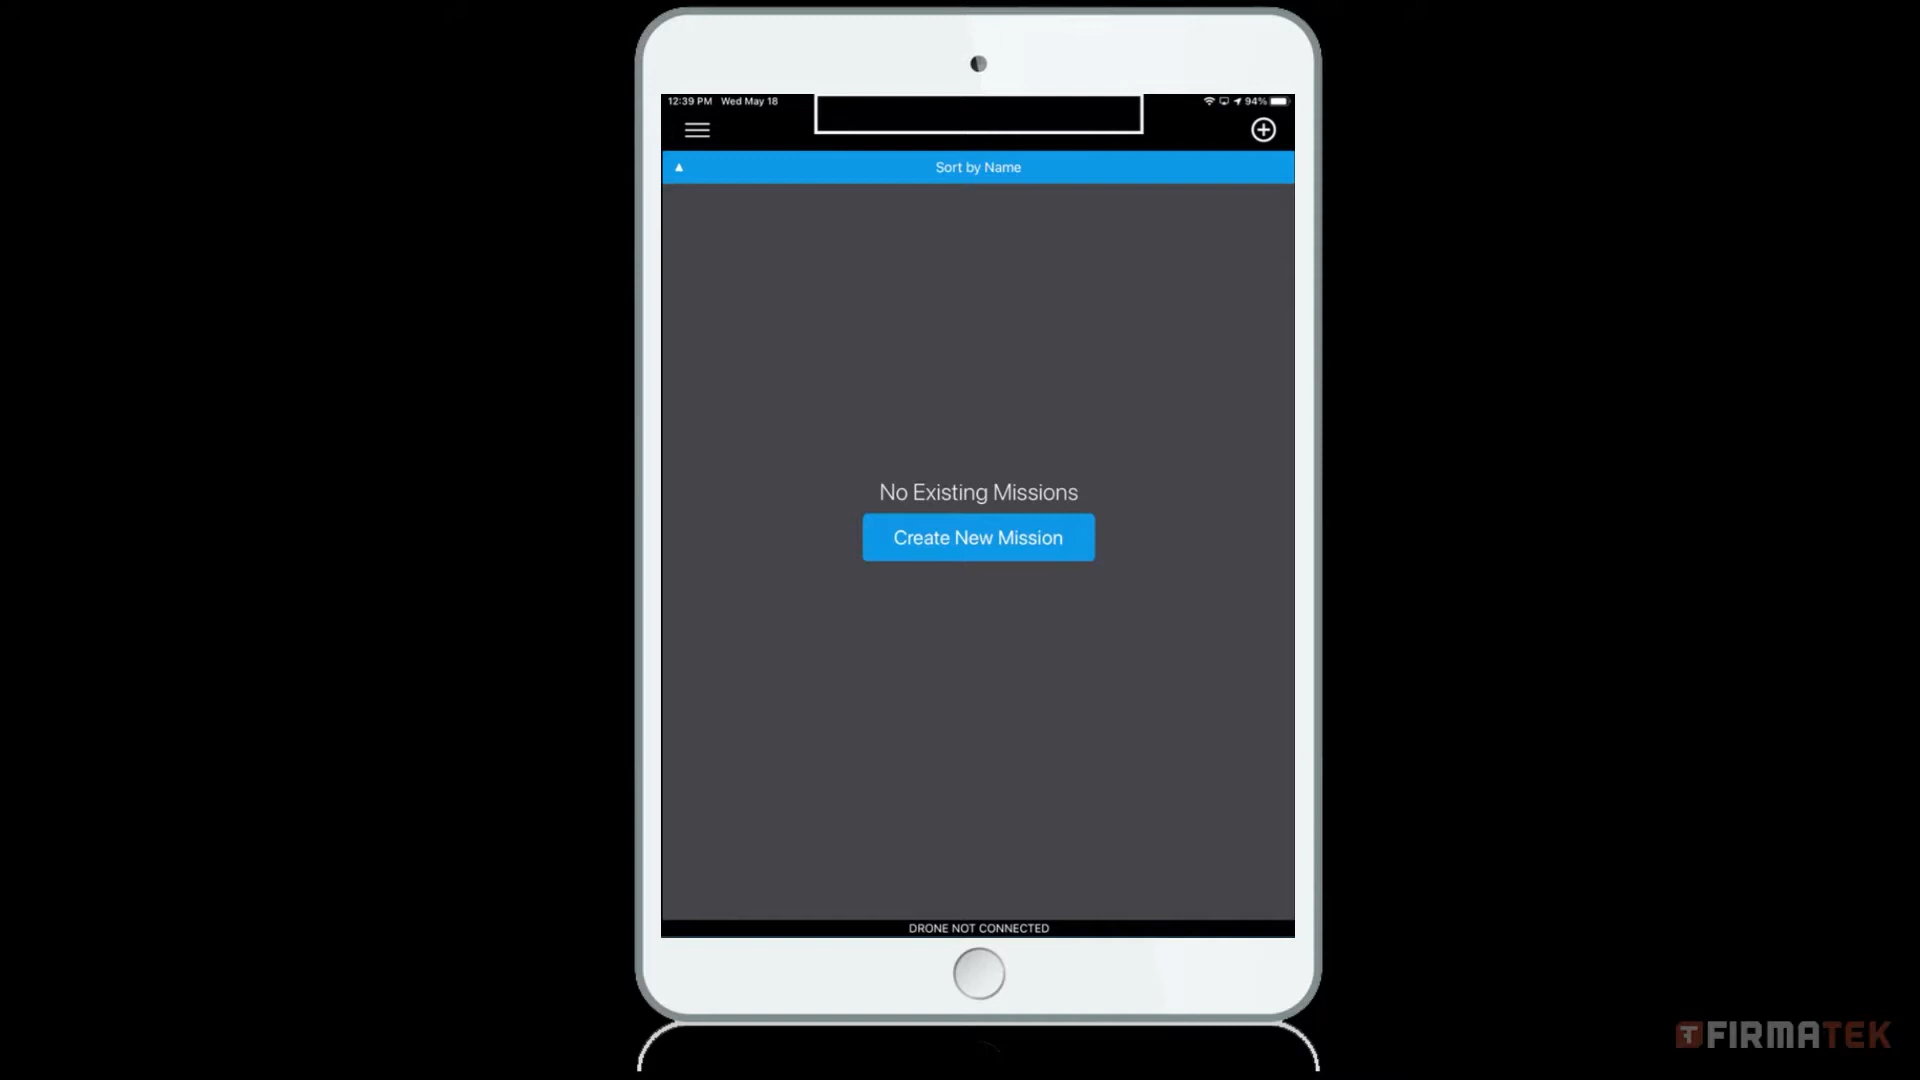 12:39 PM Wed May 18
94%
Sort by Name
No Existing Missions
Create New Mission
DRONE NOT CONNECTED
FIRMATEK